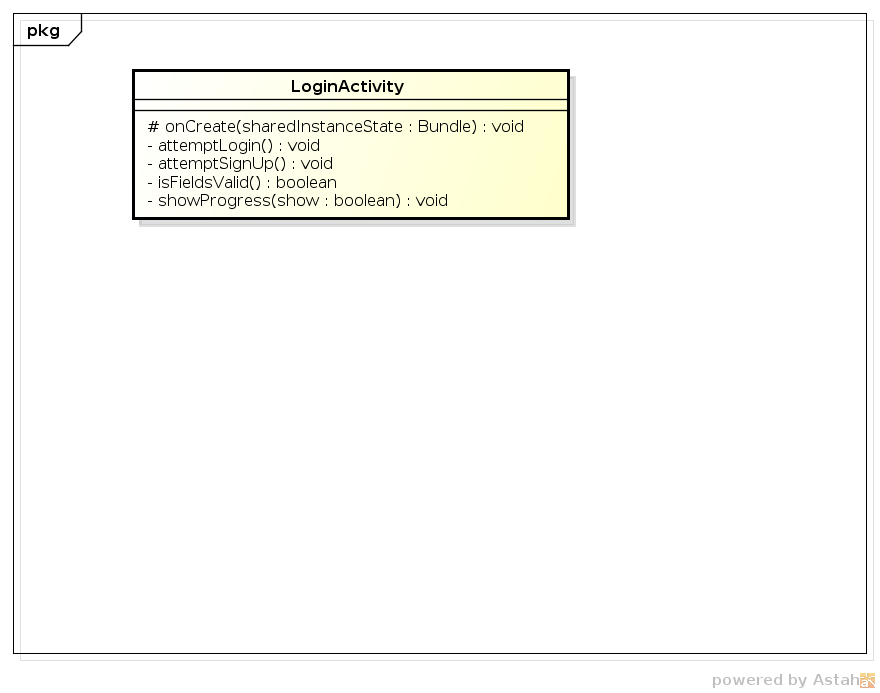 pkg
LoginActivity
# onCreate(sharedInstanceState : Bundle) : void
- attemptLogin() : void
- attemptSignUp() : void
- isFieldsValid() : boolean
- showProgress(show : boolean) : void
powered by Astah